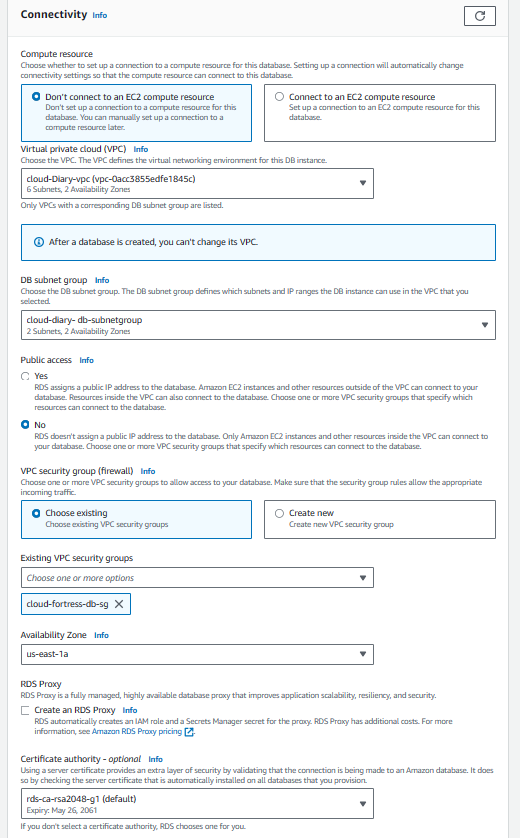 Connectivity Info
Compute resource
Choose whether to set up a connection to a compute resource for this database. Setting up a connection will automatically change
connectivity settings so that the compute resource can connect to this database.
Don't connect to an EC2 compute resource
Don't set up a connection to a compute resource for this
database. You can manually set up a connection to a
compute resource later.
Connect to an EC2 compute resource
Set up a connection to an EC2 compute resource for this
database.
Virtual private cloud (VPC) Info
Choose the VPC. The VPC defines the virtual networking environment for this DB instance.
cloud-Diary-vpc (vpc-0acc3855edfe1845c)
6 Subnets, 2 Availability Zones
Only VPCs with a corresponding DB subnet group are listed.
After a database is created, you can't change its VPC.
DB subnet group Info
Choose the DB subnet group. The DB subnet group defines which subnets and IP ranges the DB instance can use in the VPC that you
selected.
cloud-diary- db-subnetgroup
2 Subnets, 2 Availability Zones
Public access Info
Yes
RDS assigns a public IP address to the database. Amazon EC2 instances and other resources outside of the VPC can connect to your
database. Resources inside the VPC can also connect to the database. Choose one or more VPC security groups that specify which
resources can connect to the database.
No
RDS doesn't assign a public IP address to the database. Only Amazon EC2 instances and other resources inside the VPC can connect to
your database. Choose one or more VPC security groups that specify which resources can connect to the database.
VPC security group (firewall) Info
Choose one or more VPC security groups to allow access to your database. Make sure that the security group rules allow the appropriate
incoming traffic.
Choose existing
Choose existing VPC security groups
Create new
Create new VPC security group
Existing VPC security groups
Choose one or more options
cloud-fortress-db-sg
Availability Zone Info
us-east-1a
RDS Proxy
RDS Proxy is a fully managed, highly available database proxy that improves application scalability, resiliency, and security.
Create an RDS Proxy Info
RDS automatically creates an IAM role and a Secrets Manager secret for the proxy. RDS Proxy has additional costs. For more
information, see Amazon RDS Proxy pricing
Certificate authority - optional Info
Using a server certificate provides an extra layer of security by validating that the connection is being made to an Amazon database. It does
so by checking the server certificate that is automatically installed on all databases that you provision.
rds-ca-rsa2048-g1 (default)
Expiry: May 26, 2061
If you don't select a certificate authority, RDS chooses one for you.